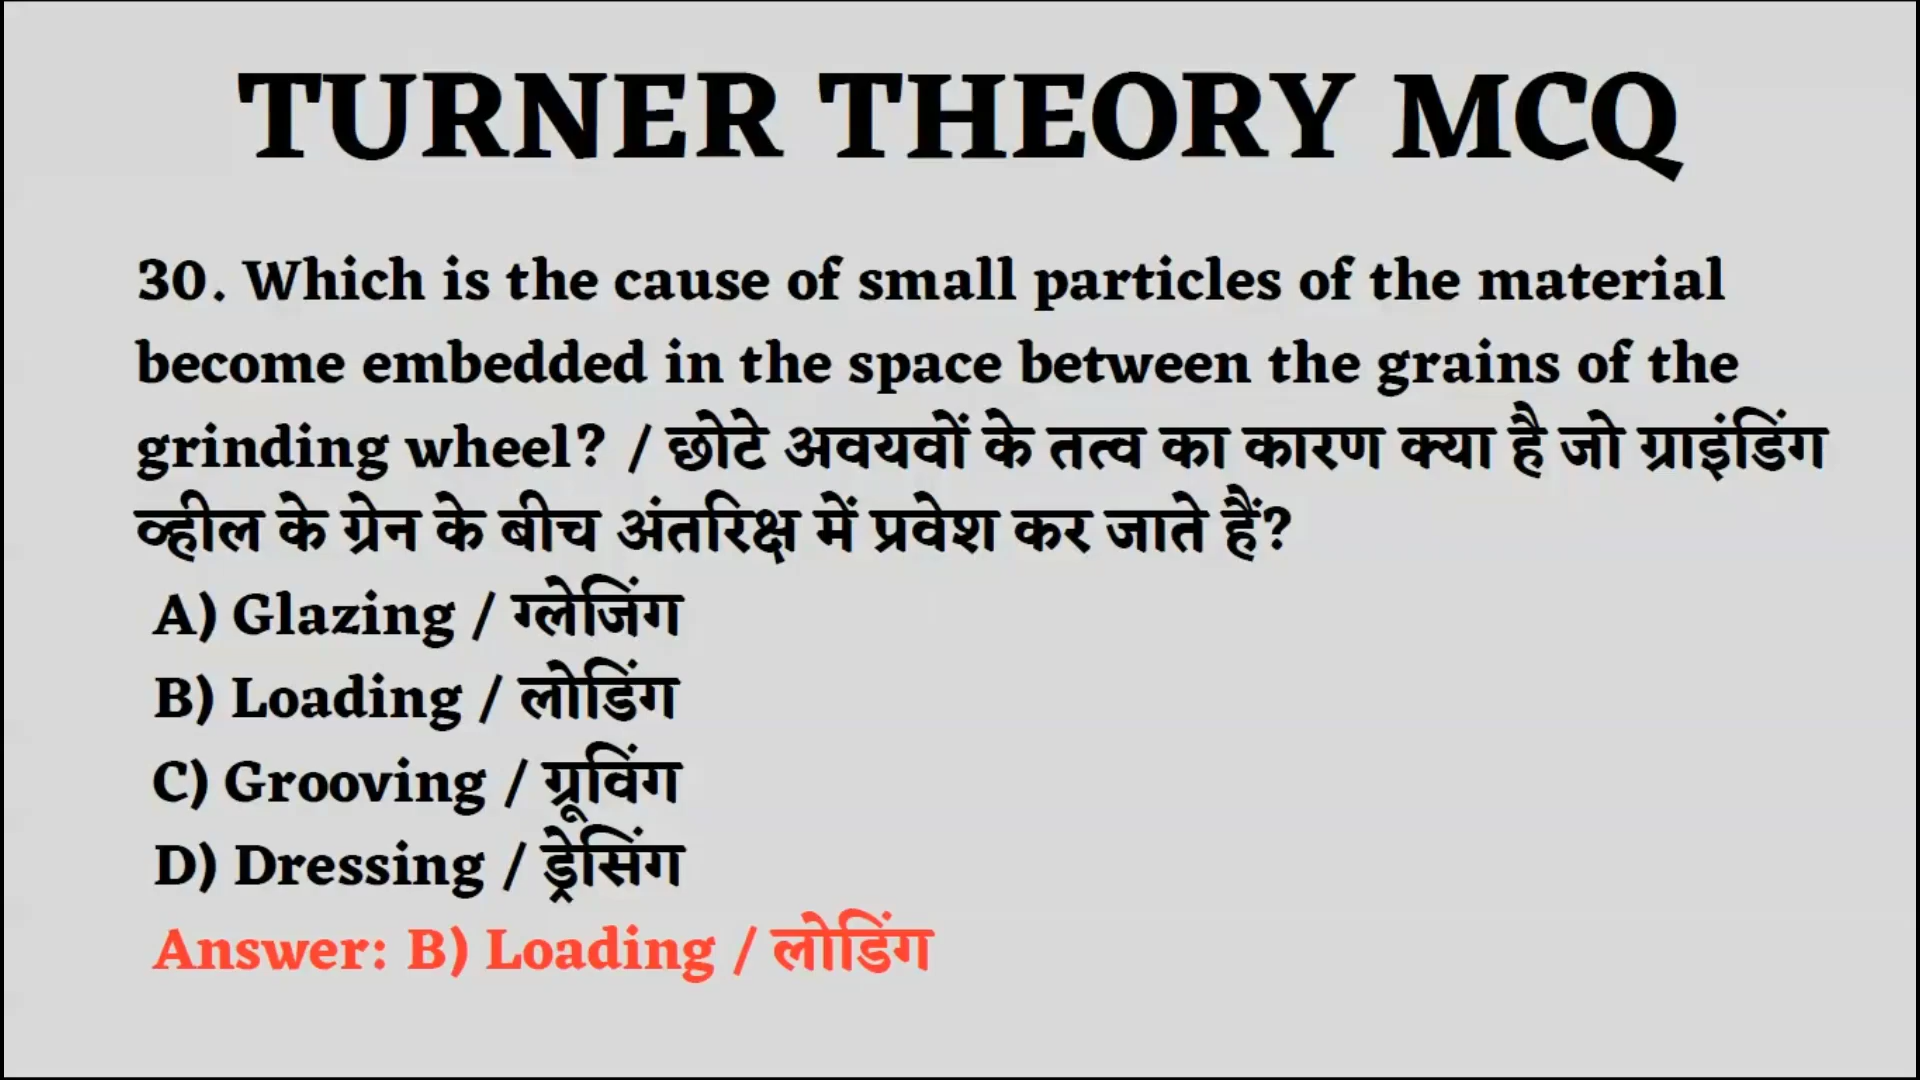 TURNER THEORY MCQ
30. Which is the cause of small particles of the material
become embedded in the space between the grains of the
grinding wheel? / छोटे अवयवों के तत्व का कारण क्या है जो ग्राइंडिंग
व्हील के ग्रेन के बीच अंतरिक्ष में प्रवेश कर जाते हैं?
A) Glazing / ग्लेजिंग
B) Loading / लोडिंग
C) Grooving / ग्रूविंग
D) Dressing / ड्रेसिंग
Answer: B) Loading / लोडिंग